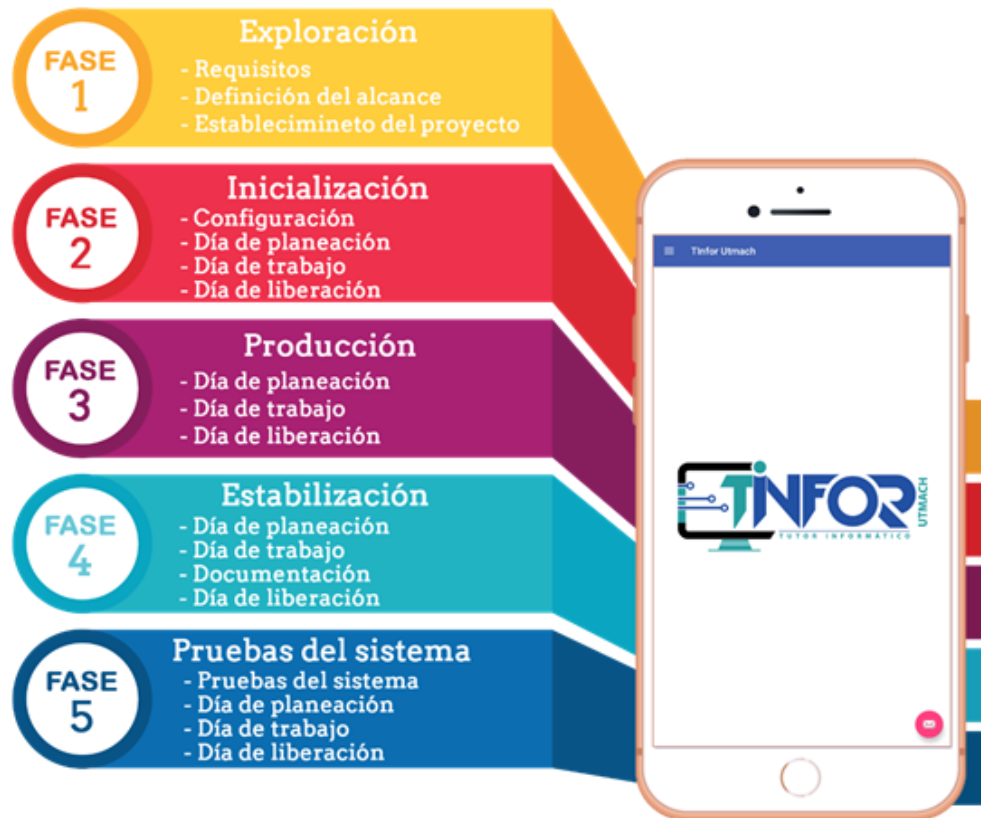 FASE
1
Exploración
- Requisitos
- Definición del alcance
- Establecimineto del proyecto
FASE
2
Inicialización
- Configuración
- Día de planeación
- Día de trabajo
- Día de liberación
FASE
3
Producción
- Día de planeación
- Día de trabajo
- Día de liberación
FASE
4
Estabilización
- Día de planeación
- Día de trabajo
- Documentación
- Día de liberación
FASE
5
Pruebas del sistema
- Pruebas del sistema
- Día de planeación
- Día de trabajo
- Día de liberación
TInfor Utmach
TINFOR
UTMACH
TUTOR INFORMÁTICO